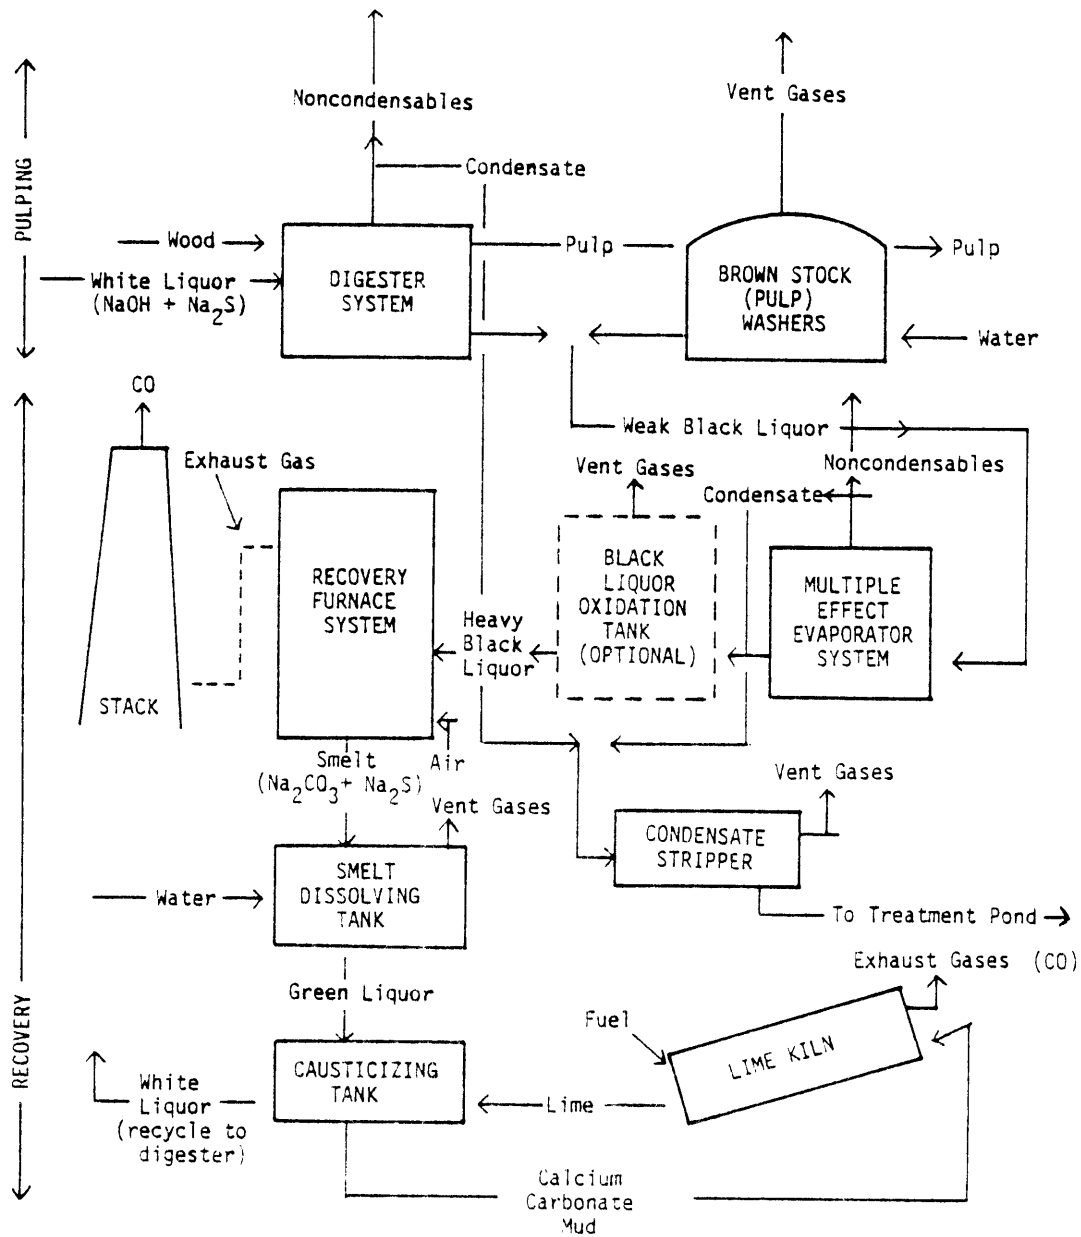 Noncondensables
Vent Gases
Condensate
PULPING
Wood
Pulp
Pulp
White Liquor
(NaOH + Na2S)
DIGESTER
SYSTEM
BROWN STOCK
(PULP)
WASHERS
Water
CO
Weak Black Liquor
Exhaust Gas
Vent Gases
Noncondensables
Condensate
RECOVERY
FURNACE
SYSTEM
BLACK
LIQUOR
OXIDATION
TANK
(OPTIONAL)
MULTIPLE
EFFECT
EVAPORATOR
SYSTEM
Heavy
Black
Liquor
STACK
Smelt
(Na2CO3+ Na2S)
Air
Vent Gases
Vent Gases
CONDENSATE
STRIPPER
SMELT
DISSOLVING
TANK
Water
To Treatment Pond
Exhaust Gases (CO)
Green Liquor
Fuel
LIME KILN
RECOVERY
CAUSTICIZING
TANK
White
Liquor
(recycle to
digester)
Lime
Calcium
Carbonate
Mud